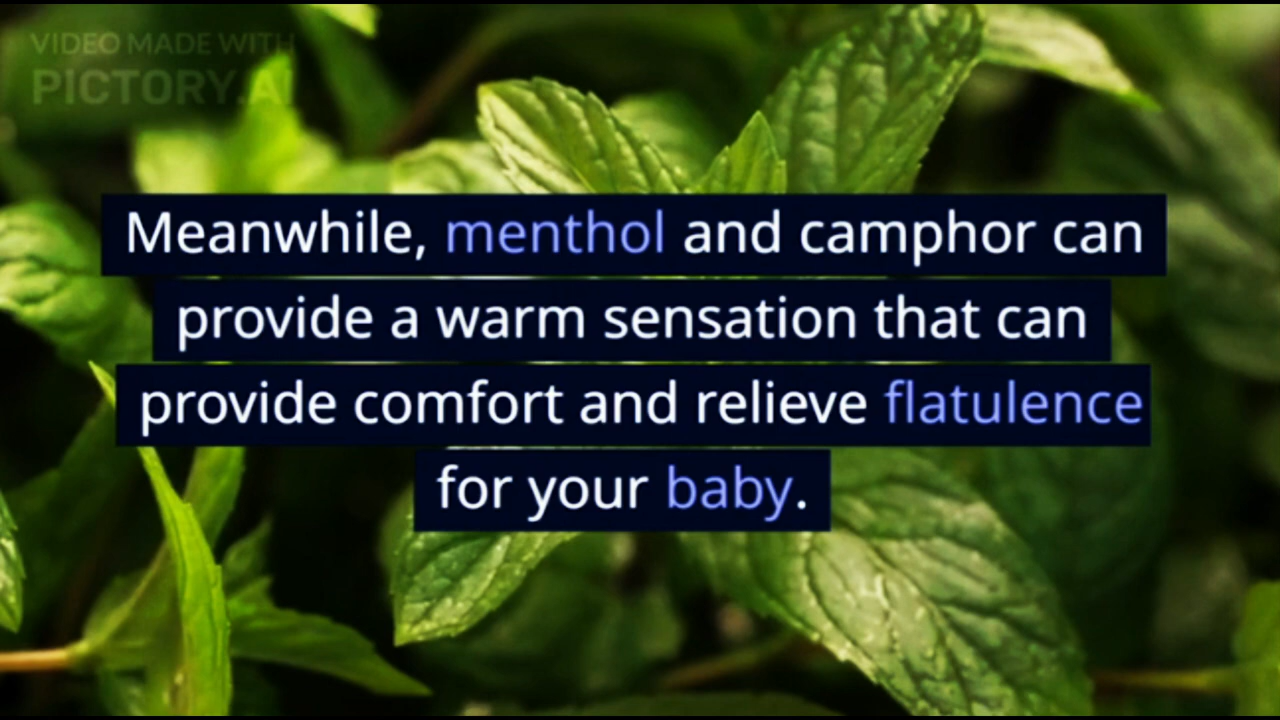 VIDEO MADE WITH
PICTORY.AI
Meanwhile, menthol and camphor can
provide a warm sensation that can
provide comfort and relieve flatulence
for your baby.